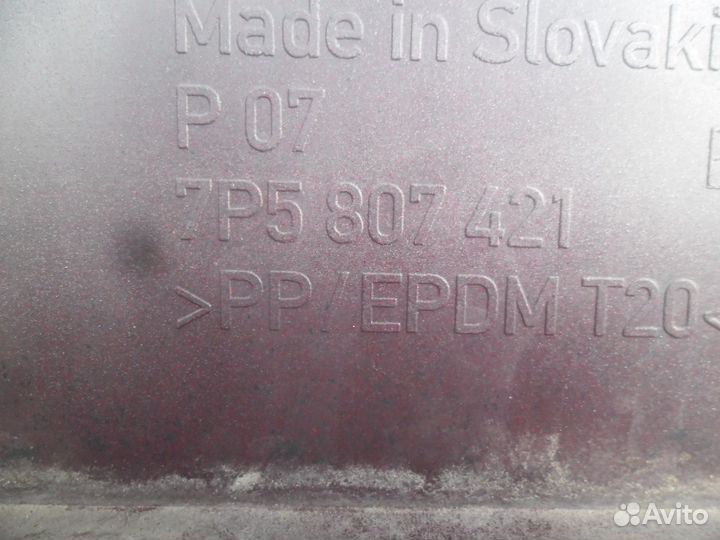 Made in Slovaki
P 07
7P5 807 421
>PP/EPDM T20<
Avito